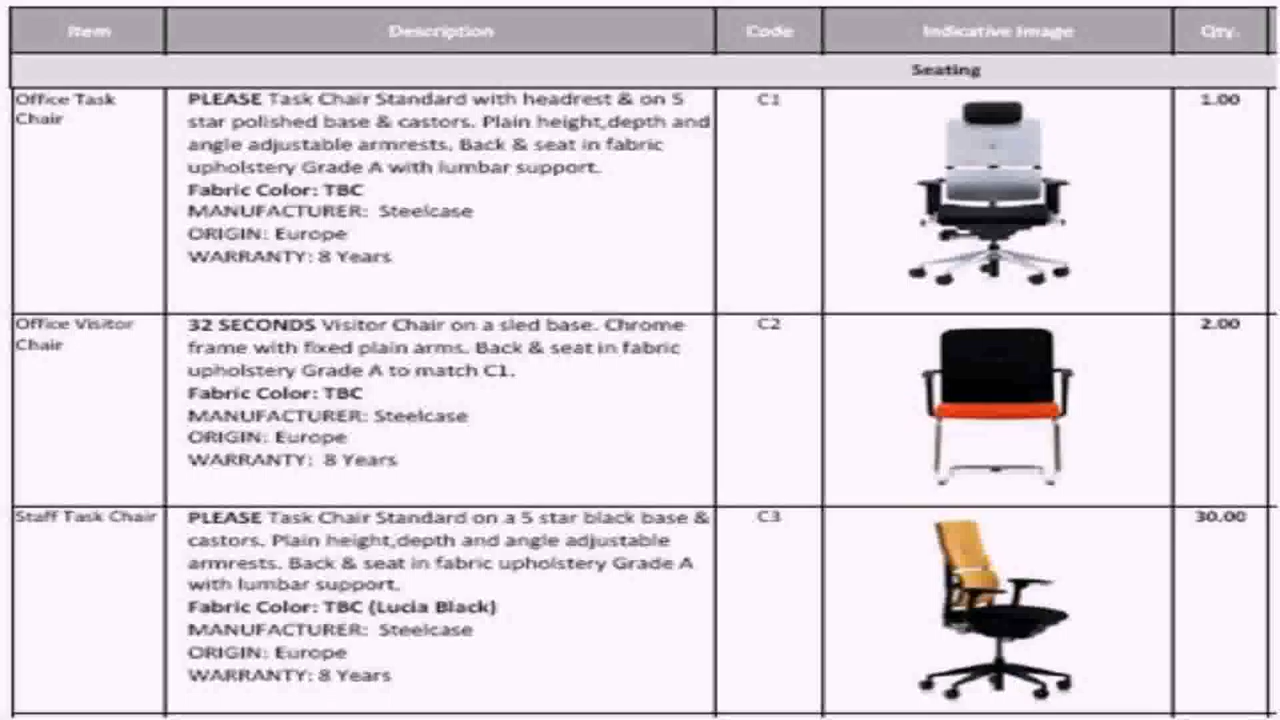 Item Description Code Indicative Image Qty.
Seating
Office Task Chair
PLEASE Task Chair Standard with headrest & on 5
star polished base & castors. Plain height,depth and
angle adjustable armrests. Back & seat in fabric
upholstery Grade A with lumbar support.
Fabric Color: TBC
MANUFACTURER: Steelcase
ORIGIN: Europe
WARRANTY: 8 Years
C1
1.00
Office Visitor
Chair
32 SECONDS Visitor Chair on a sled base. Chrome
frame with fixed plain arms. Back & seat in fabric
upholstery Grade A to match C1.
Fabric Color: TBC
MANUFACTURER: Steelcase
ORIGIN: Europe
WARRANTY: 8 Years
C2
2.00
Staff Task Chair
PLEASE Task Chair Standard on a 5 star black base &
castors. Plain height,depth and angle adjustable
armrests. Back & seat in fabric upholstery Grade A
with lumbar support.
Fabric Color: TBC (Lucia Black)
MANUFACTURER: Steelcase
ORIGIN: Europe
WARRANTY: 8 Years
C3
30.00